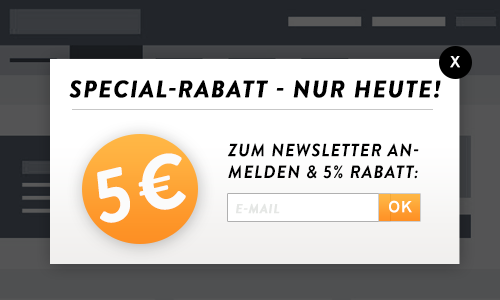 X
SPECIAL-RABATT - NUR HEUTE!
5€
ZUM NEWSLETTER AN-
MELDEN & 5% RABATT:
E-MAIL
OK